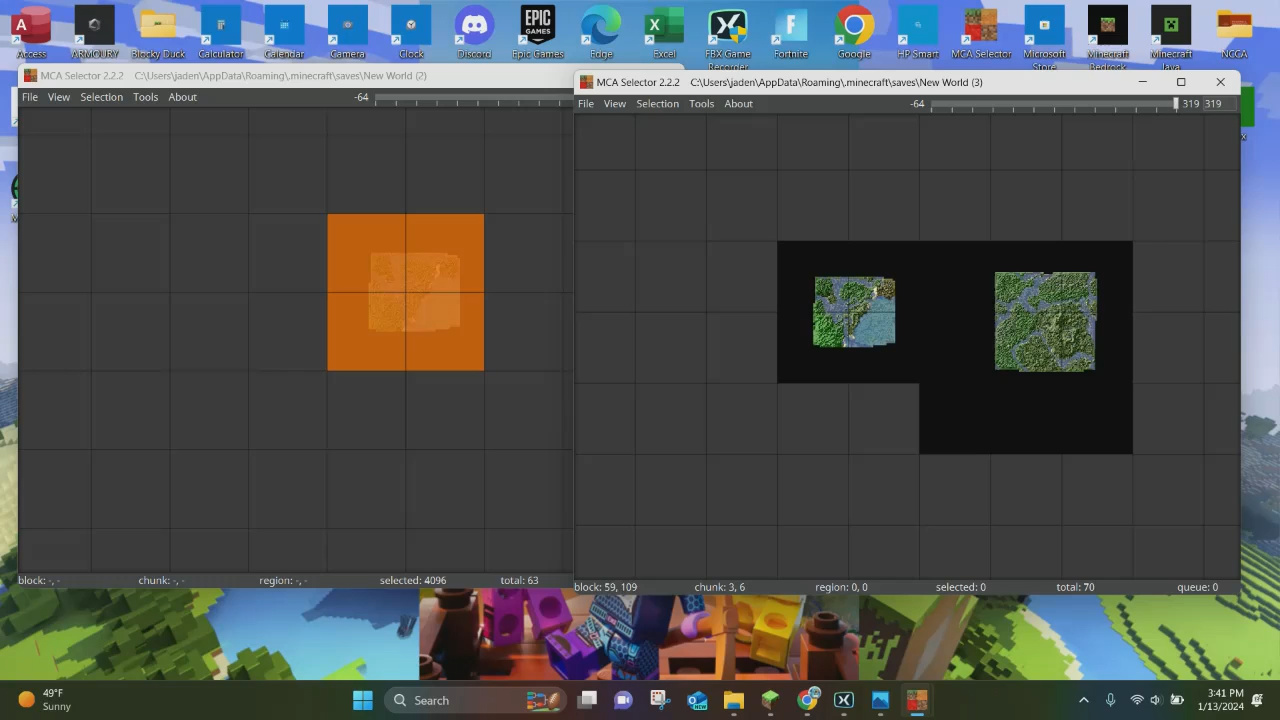 Access
ARMOURY
Blocky Duck
Calculator
Calendar
Camera
Clock
Discord
Epic Games
Edge
Excel
FBX Game
Recorder
Fortnite
Google
HP Smart
MCA Selector
Microsoft
Store
Minecraft
Bedrock
Minecraft
Java
NGCA
EPIC
GAMES
MCA Selector 2.2.2 C:\Users\jaden\AppData\Roaming\.minecraft\saves\New World (2)
File View Selection Tools About -64
MCA Selector 2.2.2 C:\Users\jaden\AppData\Roaming\.minecraft\saves\New World (3)
File View Selection Tools About -64 319 319
block: -, - chunk: -, - region: -, - selected: 4096 total: 63
block: 59, 109 chunk: 3, 6 region: 0, 0 selected: 0 total: 70 queue: 0
49°F
Sunny
Search
3:41 PM
1/13/2024